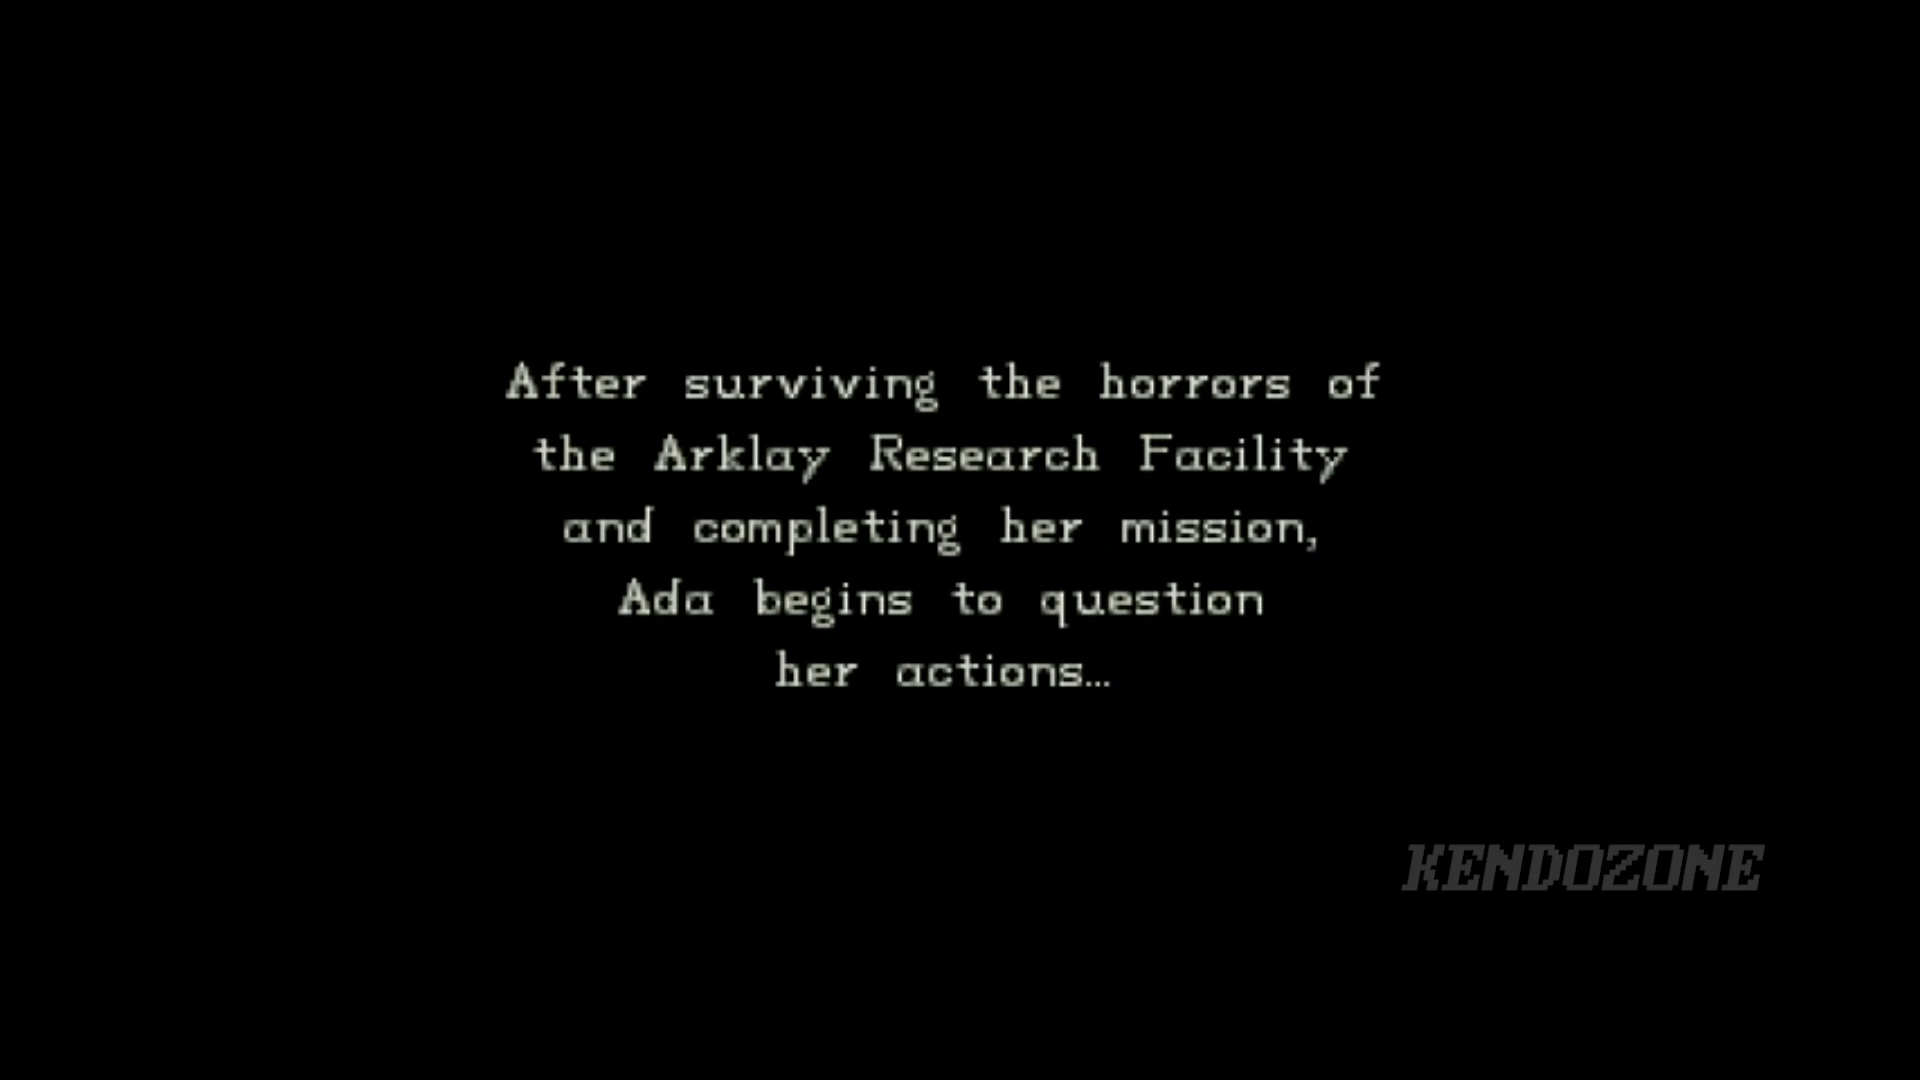 After surviving the horrors of
the Arklay Research Facility
and completing her mission,
Ada begins to question
her actions…
KENDOZONE